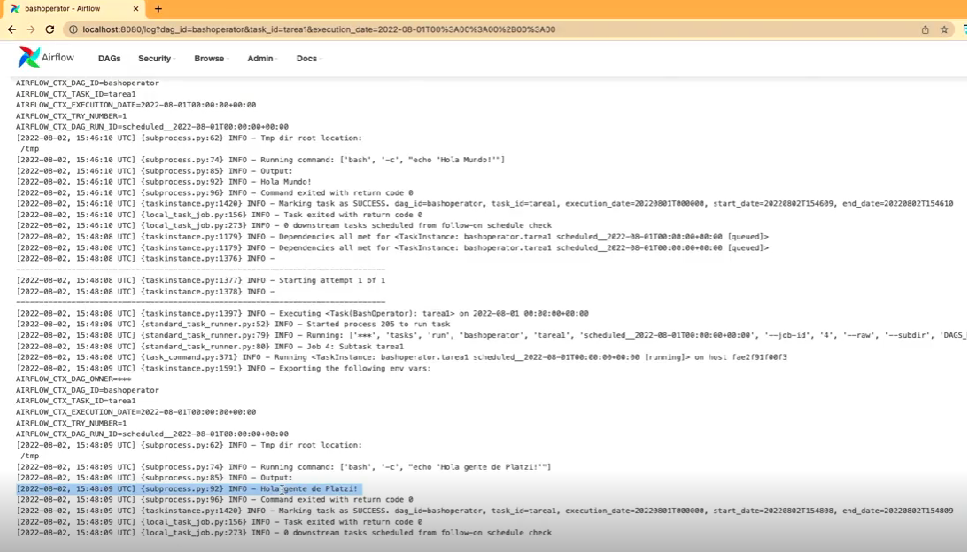 bashoperator - Airflow
localhost:8080/log?dag_id=bashoperator&task_id=tarea1&execution_date=2022-08-01T00%3A00%3A00%2B00%3A00
Airflow DAGs Security Browse Admin Docs
AIRFLOW_CTX_DAG_ID=bashoperator
AIRFLOW_CTX_TASK_ID=tarea1
AIRFLOW_CTX_EXECUTION_DATE=2022-08-01T00:00:00+00:00
AIRFLOW_CTX_TRY_NUMBER=1
AIRFLOW_CTX_DAG_RUN_ID=scheduled__2022-08-01T00:00:00+00:00
[2022-08-02, 15:46:10 UTC] {subprocess.py:62} INFO - Tmp dir root location:
/tmp
[2022-08-02, 15:46:10 UTC] {subprocess.py:74} INFO - Running command: ['bash', '-c', "echo 'Hola Mundo!'"]
[2022-08-02, 15:46:10 UTC] {subprocess.py:85} INFO - Output:
[2022-08-02, 15:46:10 UTC] {subprocess.py:92} INFO - Hola Mundo!
[2022-08-02, 15:46:10 UTC] {subprocess.py:96} INFO - Command exited with return code 0
[2022-08-02, 15:46:10 UTC] {taskinstance.py:1420} INFO - Marking task as SUCCESS. dag_id=bashoperator, task_id=tarea1, execution_date=20220801T000000, start_date=20220802T154609, end_date=20220802T154610
[2022-08-02, 15:46:10 UTC] {local_task_job.py:156} INFO - Task exited with return code 0
[2022-08-02, 15:46:10 UTC] {local_task_job.py:273} INFO - 0 downstream tasks scheduled from follow-on schedule check
[2022-08-02, 15:48:08 UTC] {taskinstance.py:1179} INFO - Dependencies all met for <TaskInstance: bashoperator.tarea1 scheduled__2022-08-01T00:00:00+00:00 [queued]>
[2022-08-02, 15:48:08 UTC] {taskinstance.py:1179} INFO - Dependencies all met for <TaskInstance: bashoperator.tarea1 scheduled__2022-08-01T00:00:00+00:00 [queued]>
[2022-08-02, 15:48:08 UTC] {taskinstance.py:1376} INFO -
--------------------------------------------------------------------------------
[2022-08-02, 15:48:08 UTC] {taskinstance.py:1377} INFO - Starting attempt 1 of 1
[2022-08-02, 15:48:08 UTC] {taskinstance.py:1378} INFO -
--------------------------------------------------------------------------------
[2022-08-02, 15:48:08 UTC] {taskinstance.py:1397} INFO - Executing <Task(BashOperator): tarea1> on 2022-08-01 00:00:00+00:00
[2022-08-02, 15:48:08 UTC] {standard_task_runner.py:52} INFO - Started process 205 to run task
[2022-08-02, 15:48:08 UTC] {standard_task_runner.py:79} INFO - Running: ['***', 'tasks', 'run', 'bashoperator', 'tarea1', 'scheduled__2022-08-01T00:00:00+00:00', '--job-id', '4', '--raw', '--subdir', 'DAGS_
[2022-08-02, 15:48:08 UTC] {standard_task_runner.py:80} INFO - Job 4: Subtask tarea1
[2022-08-02, 15:48:08 UTC] {task_command.py:371} INFO - Running <TaskInstance: bashoperator.tarea1 scheduled__2022-08-01T00:00:00+00:00 [running]> on host fae2f91f00f3
[2022-08-02, 15:48:08 UTC] {taskinstance.py:1591} INFO - Exporting the following env vars:
AIRFLOW_CTX_DAG_OWNER=***
AIRFLOW_CTX_DAG_ID=bashoperator
AIRFLOW_CTX_TASK_ID=tarea1
AIRFLOW_CTX_EXECUTION_DATE=2022-08-01T00:00:00+00:00
AIRFLOW_CTX_TRY_NUMBER=1
AIRFLOW_CTX_DAG_RUN_ID=scheduled__2022-08-01T00:00:00+00:00
[2022-08-02, 15:48:09 UTC] {subprocess.py:62} INFO - Tmp dir root location:
/tmp
[2022-08-02, 15:48:09 UTC] {subprocess.py:74} INFO - Running command: ['bash', '-c', "echo 'Hola gente de Platzi!'"]
[2022-08-02, 15:48:09 UTC] {subprocess.py:85} INFO - Output:
[2022-08-02, 15:48:09 UTC] {subprocess.py:92} INFO - Hola gente de Platzi!
[2022-08-02, 15:48:09 UTC] {subprocess.py:96} INFO - Command exited with return code 0
[2022-08-02, 15:48:09 UTC] {taskinstance.py:1420} INFO - Marking task as SUCCESS. dag_id=bashoperator, task_id=tarea1, execution_date=20220801T000000, start_date=20220802T154808, end_date=20220802T154809
[2022-08-02, 15:48:09 UTC] {local_task_job.py:156} INFO - Task exited with return code 0
[2022-08-02, 15:48:09 UTC] {local_task_job.py:273} INFO - 0 downstream tasks scheduled from follow-on schedule check